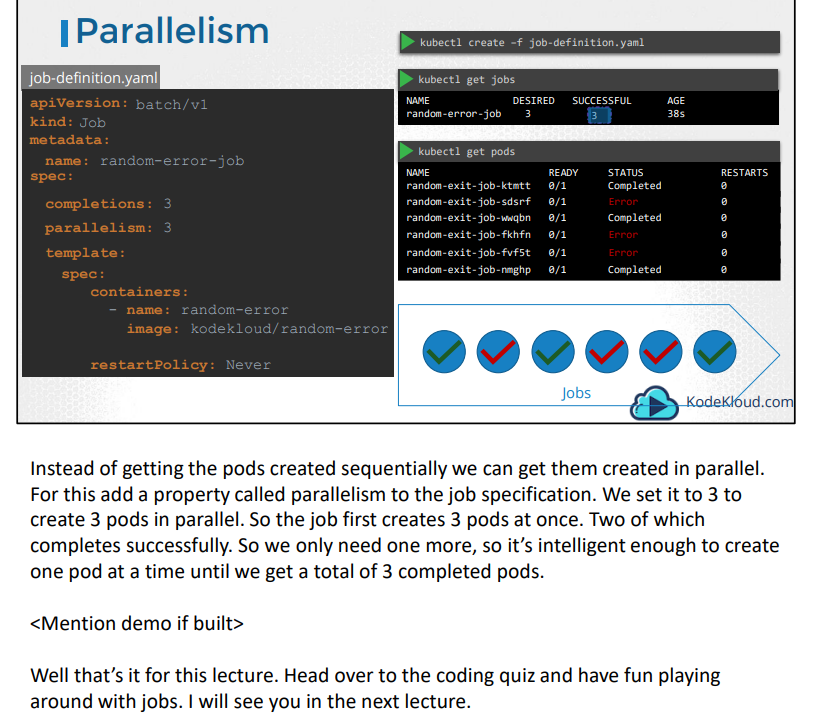 Parallelism
job-definition.yaml
apiVersion: batch/v1
kind: Job
metadata:
name: random-error-job
spec:
completions: 3
parallelism: 3
template:
spec:
containers:
- name: random-error
image: kodekloud/random-error
restartPolicy: Never
kubectl create -f job-definition.yaml
kubectl get jobs
NAME DESIRED SUCCESSFUL AGE
random-error-job 3 3 38s
kubectl get pods
NAME READY STATUS RESTARTS
random-exit-job-ktmtt 0/1 Completed 0
random-exit-job-sdsrf 0/1 Error 0
random-exit-job-wwqbn 0/1 Completed 0
random-exit-job-fkhfn 0/1 Error 0
random-exit-job-fvf5t 0/1 Error 0
random-exit-job-nmghp 0/1 Completed 0
Jobs
KodeKloud.com
Instead of getting the pods created sequentially we can get them created in parallel.
For this add a property called parallelism to the job specification. We set it to 3 to
create 3 pods in parallel. So the job first creates 3 pods at once. Two of which
completes successfully. So we only need one more, so it’s intelligent enough to create
one pod at a time until we get a total of 3 completed pods.
<Mention demo if built>
Well that’s it for this lecture. Head over to the coding quiz and have fun playing
around with jobs. I will see you in the next lecture.